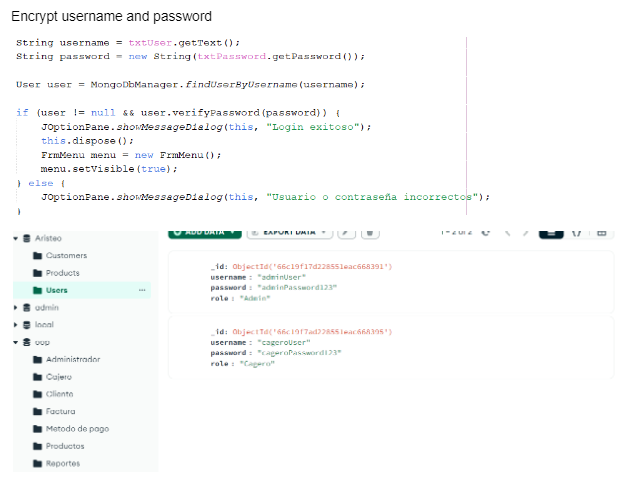 Encrypt username and password
String username = txtUser.getText();
String password = new String(txtPassword.getPassword());
User user = MongoDbManager.findUserByUsername(username);
if (user != null && user.verifyPassword(password)) {
JOptionPane.showMessageDialog(this, "Login exitoso");
this.dispose();
FrmMenu menu = new FrmMenu();
menu.setVisible(true);
} else {
JOptionPane.showMessageDialog(this, "Usuario o contraseña incorrectos");
}
ADD DATA EXPORT DATA 1 - 2 of 2
Aristeo
Customers
Products
Users
admin
local
oop
Administrador
Cajero
Cliente
Factura
Metodo de pago
Productos
Reportes
_id: ObjectId('66c19f17d228551eac668391')
username : "adminUser"
password : "adminPassword123"
role : "Admin"
_id: ObjectId('66c19f7ad228551eac668395')
username : "cageroUser"
password : "cageroPassword123"
role : "Cagero"